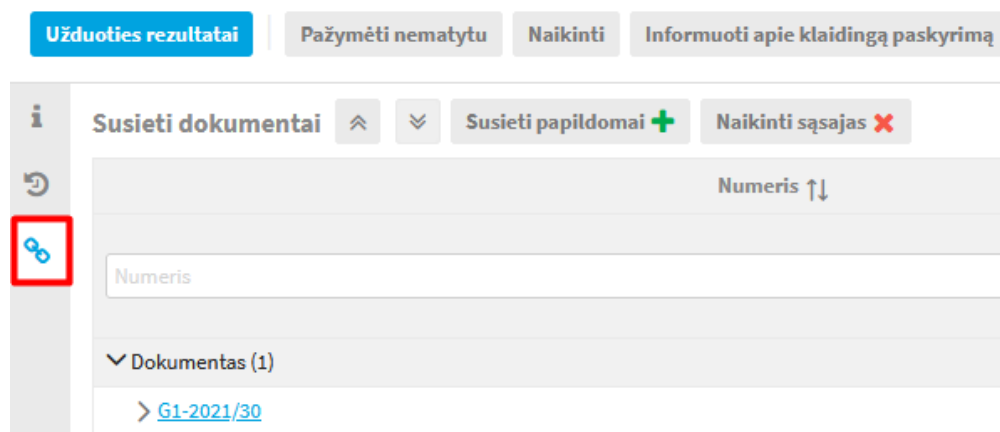 Užduoties rezultatai Pažymėti nematytu Naikinti Informuoti apie klaidingą paskyrimą
Susieti dokumentai Susieti papildomai Naikinti sąsajas
Numeris
Numeris
Dokumentas (1)
G1-2021/30